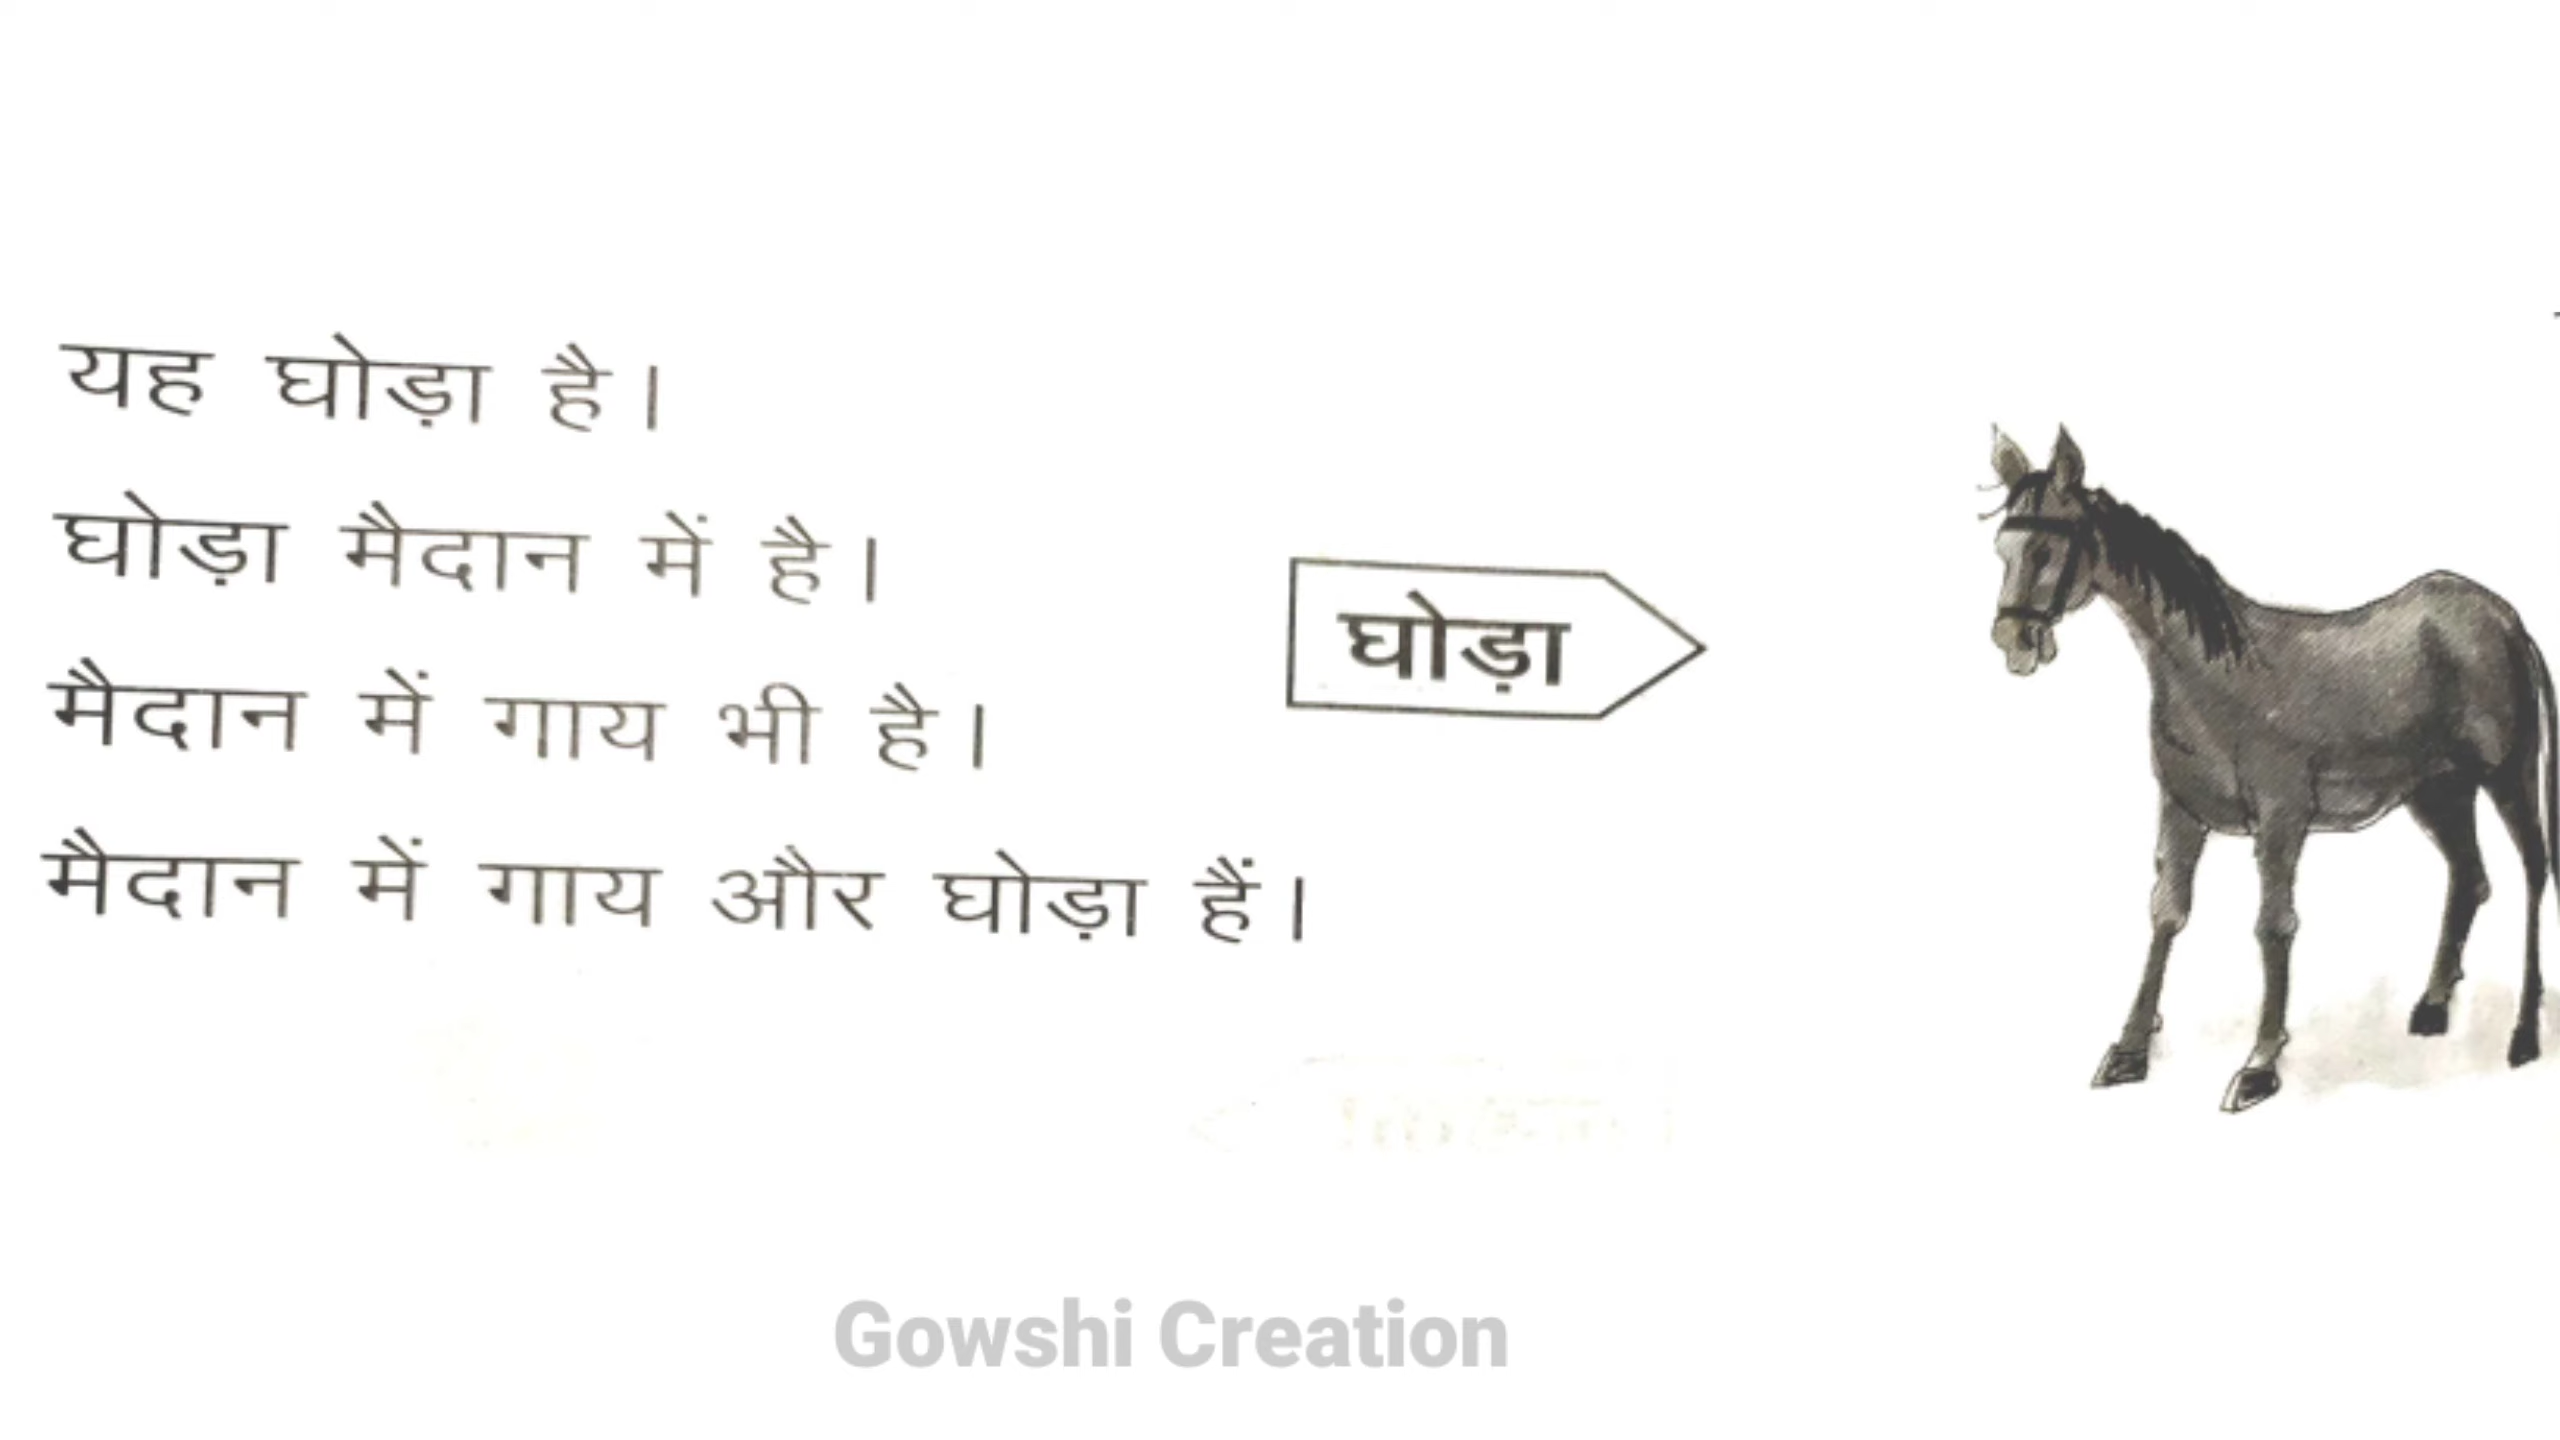 यह घोड़ा है।
घोड़ा मैदान में है।
मैदान में गाय भी है।
मैदान में गाय और घोड़ा हैं।
घोड़ा
Gowshi Creation